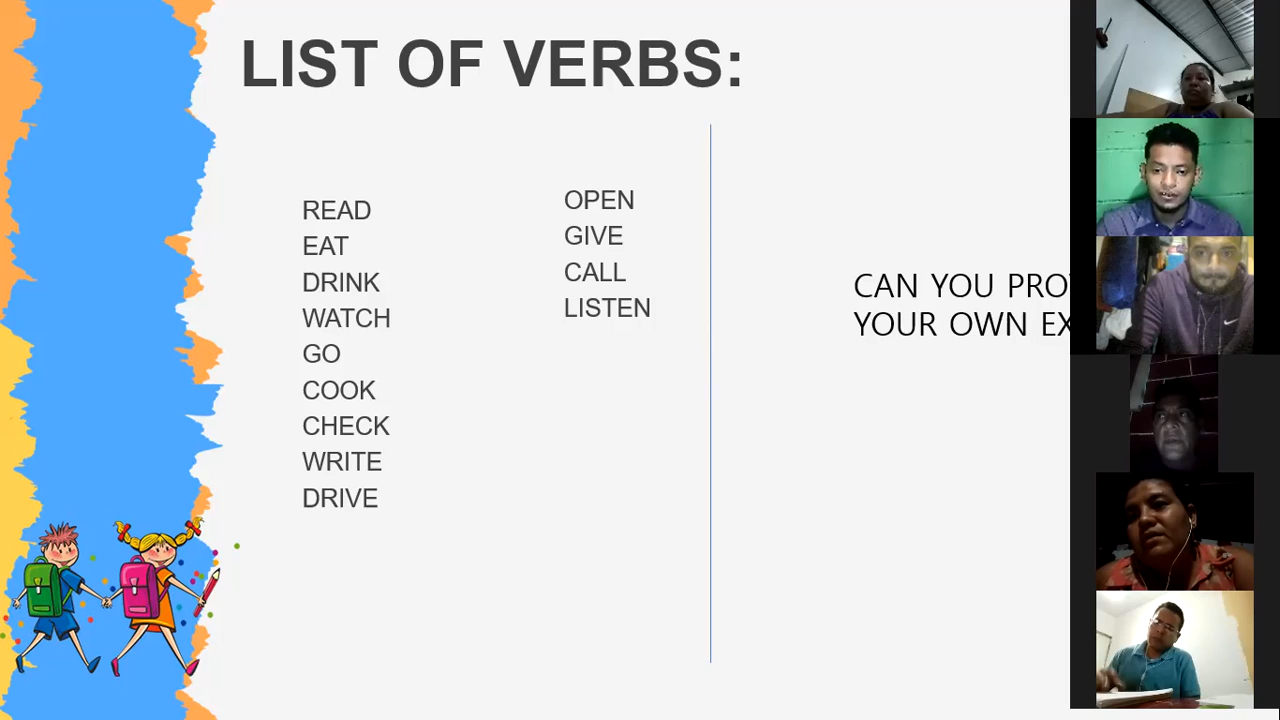 LIST OF VERBS:
READ
EAT
DRINK
WATCH
GO
COOK
CHECK
WRITE
DRIVE
OPEN
GIVE
CALL
LISTEN
CAN YOU
YOUR OWN